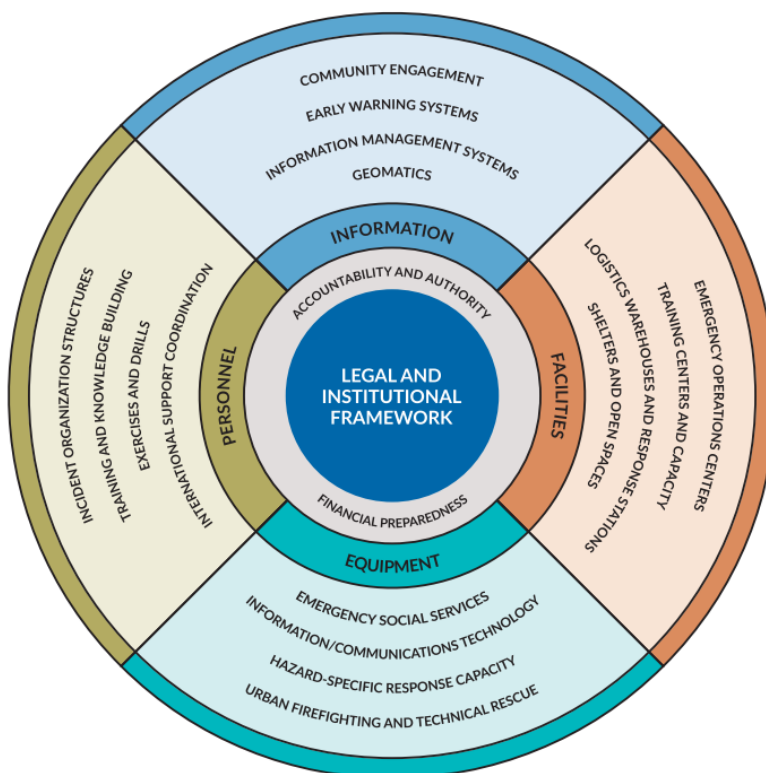 COMMUNITY ENGAGEMENT
EARLY WARNING SYSTEMS
INFORMATION MANAGEMENT SYSTEMS
GEOMATICS
INFORMATION
ACCOUNTABILITY AND AUTHORITY
LEGAL AND
INSTITUTIONAL
FRAMEWORK
FINANCIAL PREPAREDNESS
PERSONNEL
INCIDENT ORGANIZATION STRUCTURES
TRAINING AND KNOWLEDGE BUILDING
EXERCISES AND DRILLS
INTERNATIONAL SUPPORT COORDINATION
FACILITIES
EMERGENCY OPERATIONS CENTERS
TRAINING CENTERS AND CAPACITY
LOGISTICS WAREHOUSES AND RESPONSE STATIONS
SHELTERS AND OPEN SPACES
EQUIPMENT
EMERGENCY SOCIAL SERVICES
INFORMATION/COMMUNICATIONS TECHNOLOGY
HAZARD-SPECIFIC RESPONSE CAPACITY
URBAN FIREFIGHTING AND TECHNICAL RESCUE